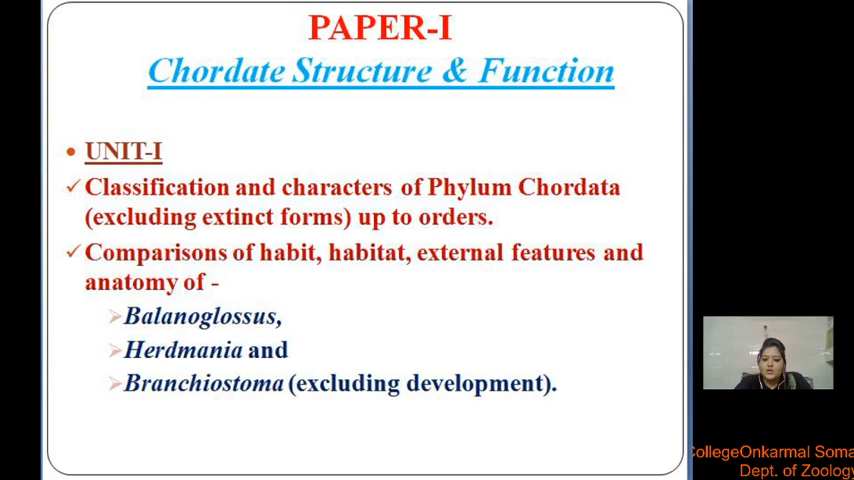 PAPER-I
Chordate Structure & Function
• UNIT-I
✓ Classification and characters of Phylum Chordata
(excluding extinct forms) up to orders.
✓ Comparisons of habit, habitat, external features and
anatomy of -
➢ Balanoglossus,
➢ Herdmania and
➢ Branchiostoma (excluding development).
CollegeOnkarmal Soma
Dept. of Zoology